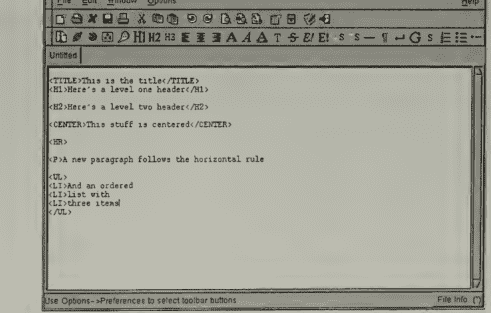 File Edit Window Options Help
H1 H2 H3 A A A T S E! E! S S G S
Untitled
<TITLE>This is the title</TITLE>
<H1>Here's a level one header</H1>
<H2>Here's a level two header</H2>
<CENTER>This stuff is centered</CENTER>
<HR>
<P>A new paragraph follows the horizontal rule
<UL>
<LI>And an ordered
<LI>list with
<LI>three items
</UL>
Use Options->Preferences to select toolbar buttons File Info (*)